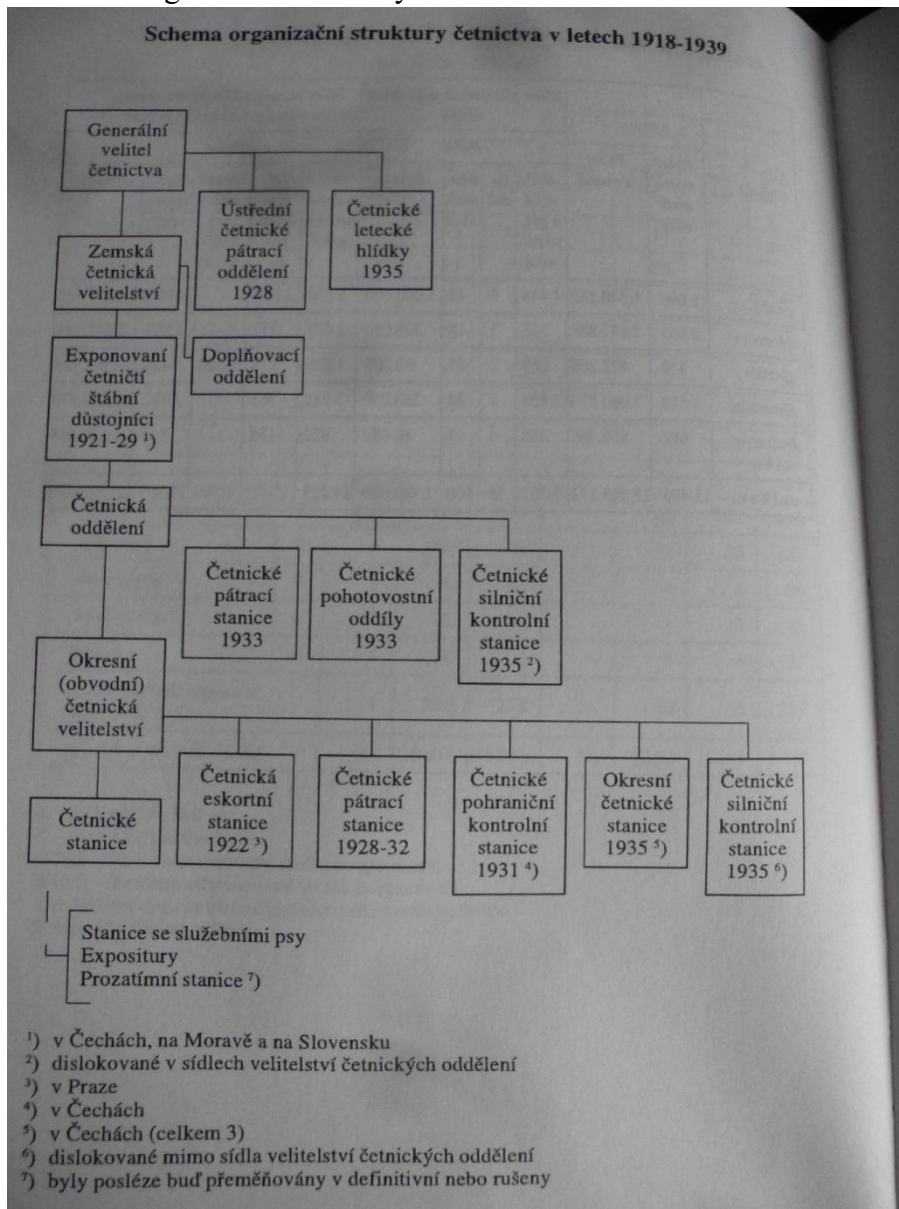 Schema organizační struktury četnictva v letech 1918-1939
Generální
velitel
četnictva
Ústřední
četnické
pátrací
oddělení
1928
Četnické
letecké
hlídky
1935
Zemská
četnická
velitelství
Exponovaní
četničtí
štábní
důstojníci
1921-29 ¹)
Doplňovací
oddělení
Četnická
oddělení
Četnické
pátrací
stanice
1933
Četnické
pohotovostní
oddíly
1933
Četnické
silniční
kontrolní
stanice
1935 ²)
Okresní
(obvodní)
četnická
velitelství
Četnické
stanice
Četnická
eskortní
stanice
1922 ³)
Četnické
pátrací
stanice
1928-32
Četnické
pohraniční
kontrolní
stanice
1931 ⁴)
Okresní
četnické
stanice
1935 ⁵)
Četnické
silniční
kontrolní
stanice
1935 ⁶)
Stanice se služebními psy
Expositury
Prozatímní stanice ⁷)
¹) v Čechách, na Moravě a na Slovensku
²) dislokované v sídlech velitelství četnických oddělení
³) v Praze
⁴) v Čechách
⁵) v Čechách (celkem 3)
⁶) dislokované mimo sídla velitelství četnických oddělení
⁷) byly posléze buď přeměňovány v definitivní nebo rušeny